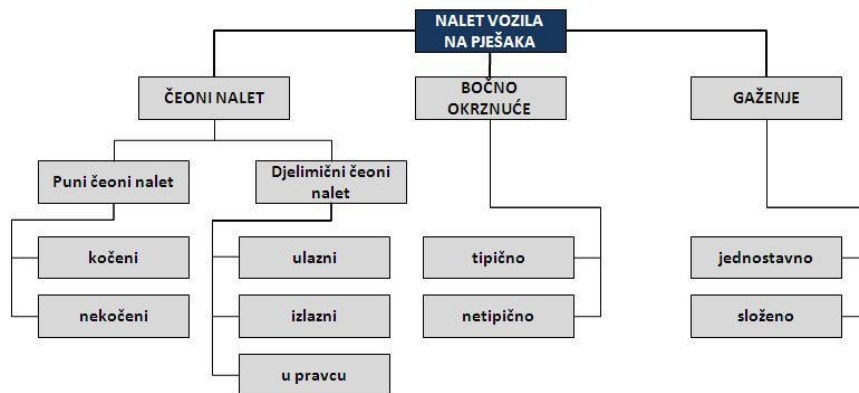 NALET VOZILA
NA PJEŠAKA
ČEONI NALET
BOČNO
OKRZNUĆE
GAŽENJE
Puni čeoni nalet
Djelimični čeoni
nalet
kočeni
ulazni
tipično
jednostavno
nekočeni
izlazni
netipično
složeno
u pravcu